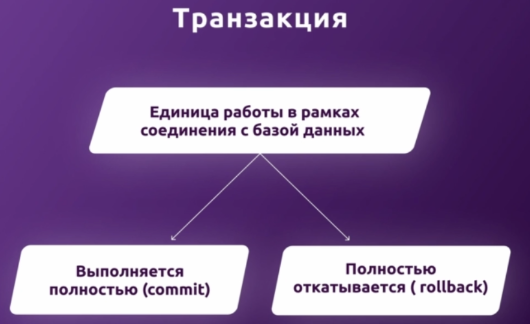 Транзакция
Единица работы в рамках
соединения с базой данных
Выполняется
полностью (commit)
Полностью
откатывается ( rollback)